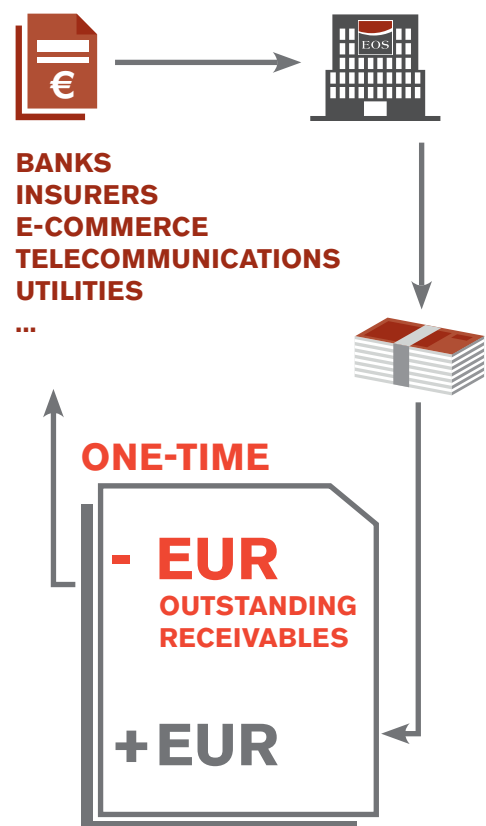 €
EOS
BANKS
INSURERS
E-COMMERCE
TELECOMMUNICATIONS
UTILITIES
...
ONE-TIME
- EUR
OUTSTANDING
RECEIVABLES
+ EUR